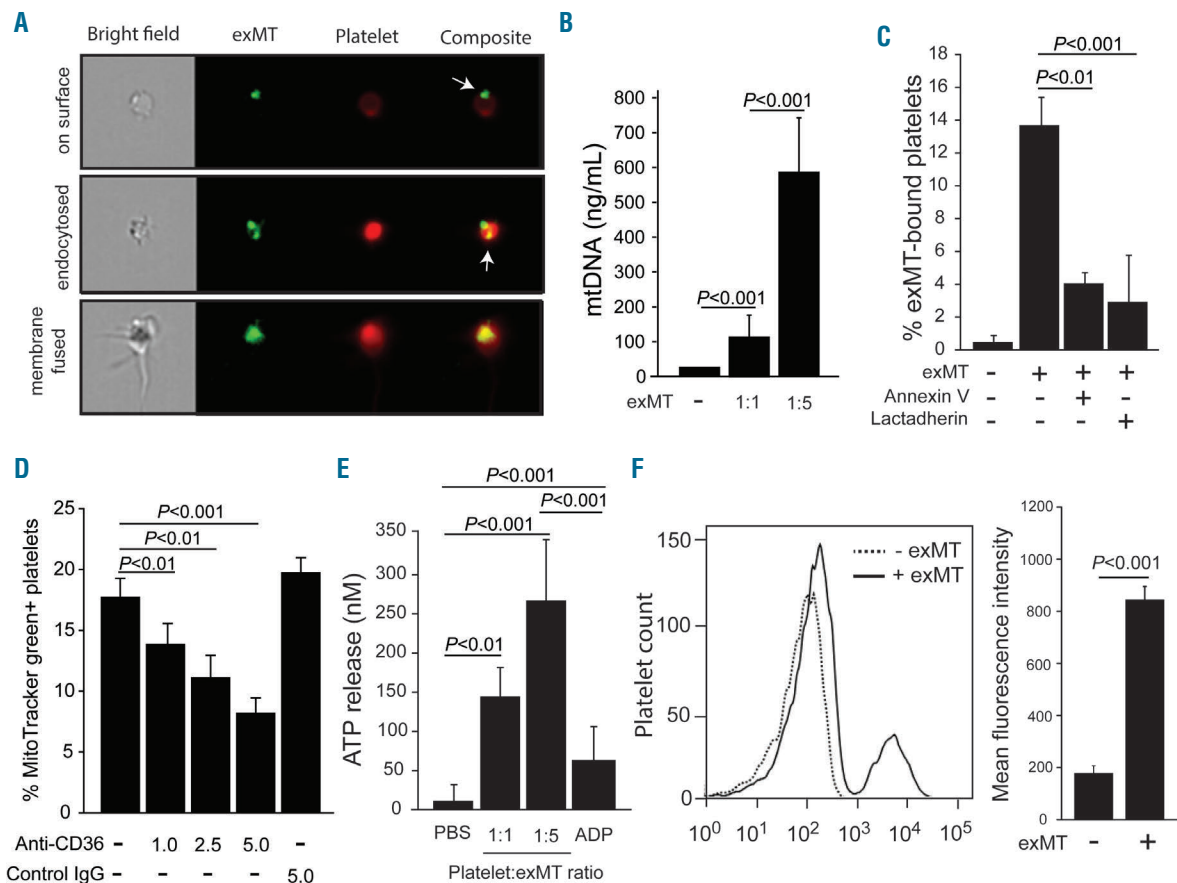 A
Bright field exMT Platelet Composite
on surface
endocytosed
membrane fused
B
mtDNA (ng/mL)
800
700
600
500
400
300
200
100
0
P<0.001
P<0.001
exMT - 1:1 1:5
C
% exMT-bound platelets
18
16
14
12
10
8
6
4
2
0
P<0.001
P<0.01
exMT - + + +
Annexin V - - + -
Lactadherin - - - +
D
% MitoTracker green+ platelets
25
20
15
10
5
0
P<0.001
P<0.01
P<0.01
Anti-CD36 - 1.0 2.5 5.0 -
Control IgG - - - - 5.0
E
ATP release (nM)
350
300
250
200
150
100
50
0
P<0.001
P<0.001
P<0.001
P<0.01
PBS 1:1 1:5 ADP
Platelet:exMT ratio
F
Platelet count
150
100
50
0
- exMT
+ exMT
10⁰ 10¹ 10² 10³ 10⁴ 10⁵
Mean fluorescence intensity
1200
1000
800
600
400
200
0
P<0.001
exMT - +